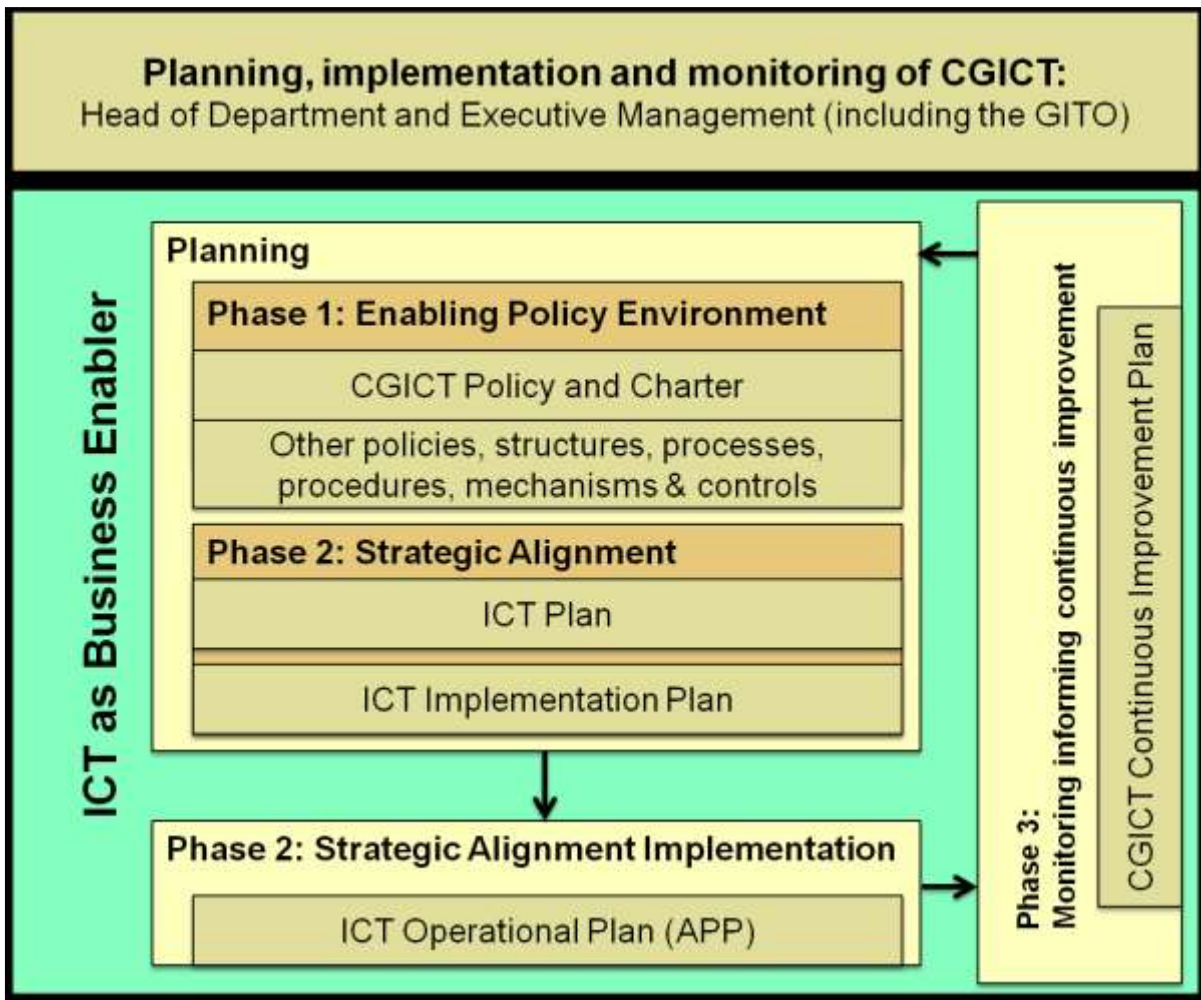 Planning, implementation and monitoring of CGICT:
Head of Department and Executive Management (including the GITO)
ICT as Business Enabler
Planning
Phase 1: Enabling Policy Environment
CGICT Policy and Charter
Other policies, structures, processes,
procedures, mechanisms & controls
Phase 2: Strategic Alignment
ICT Plan
ICT Implementation Plan
Phase 2: Strategic Alignment Implementation
ICT Operational Plan (APP)
Phase 3:
Monitoring informing continuous improvement
CGICT Continuous Improvement Plan